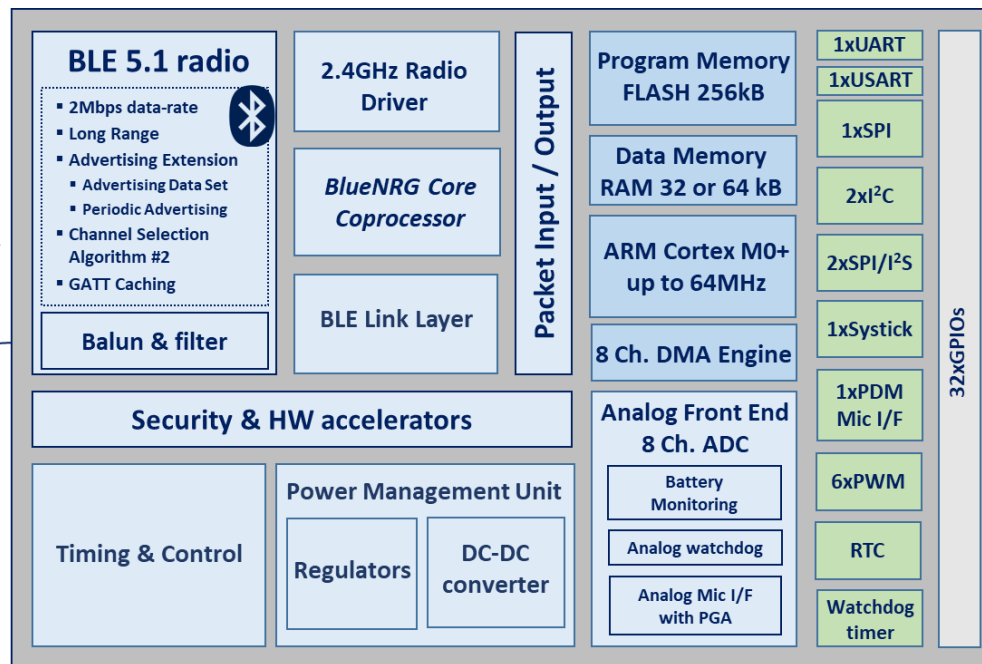 BLE 5.1 radio
▪ 2Mbps data-rate
▪ Long Range
▪ Advertising Extension
▪ Advertising Data Set
▪ Periodic Advertising
▪ Channel Selection
Algorithm #2
▪ GATT Caching
Balun & filter
2.4GHz Radio
Driver
BlueNRG Core
Coprocessor
BLE Link Layer
Packet Input / Output
Security & HW accelerators
Timing & Control
Power Management Unit
Regulators
DC-DC
converter
Program Memory
FLASH 256kB
Data Memory
RAM 32 or 64 kB
ARM Cortex M0+
up to 64MHz
8 Ch. DMA Engine
Analog Front End
8 Ch. ADC
Battery
Monitoring
Analog watchdog
Analog Mic I/F
with PGA
1xUART
1xUSART
1xSPI
2xI²C
2xSPI/I²S
1xSystick
1xPDM
Mic I/F
6xPWM
RTC
Watchdog
timer
32xGPIOs